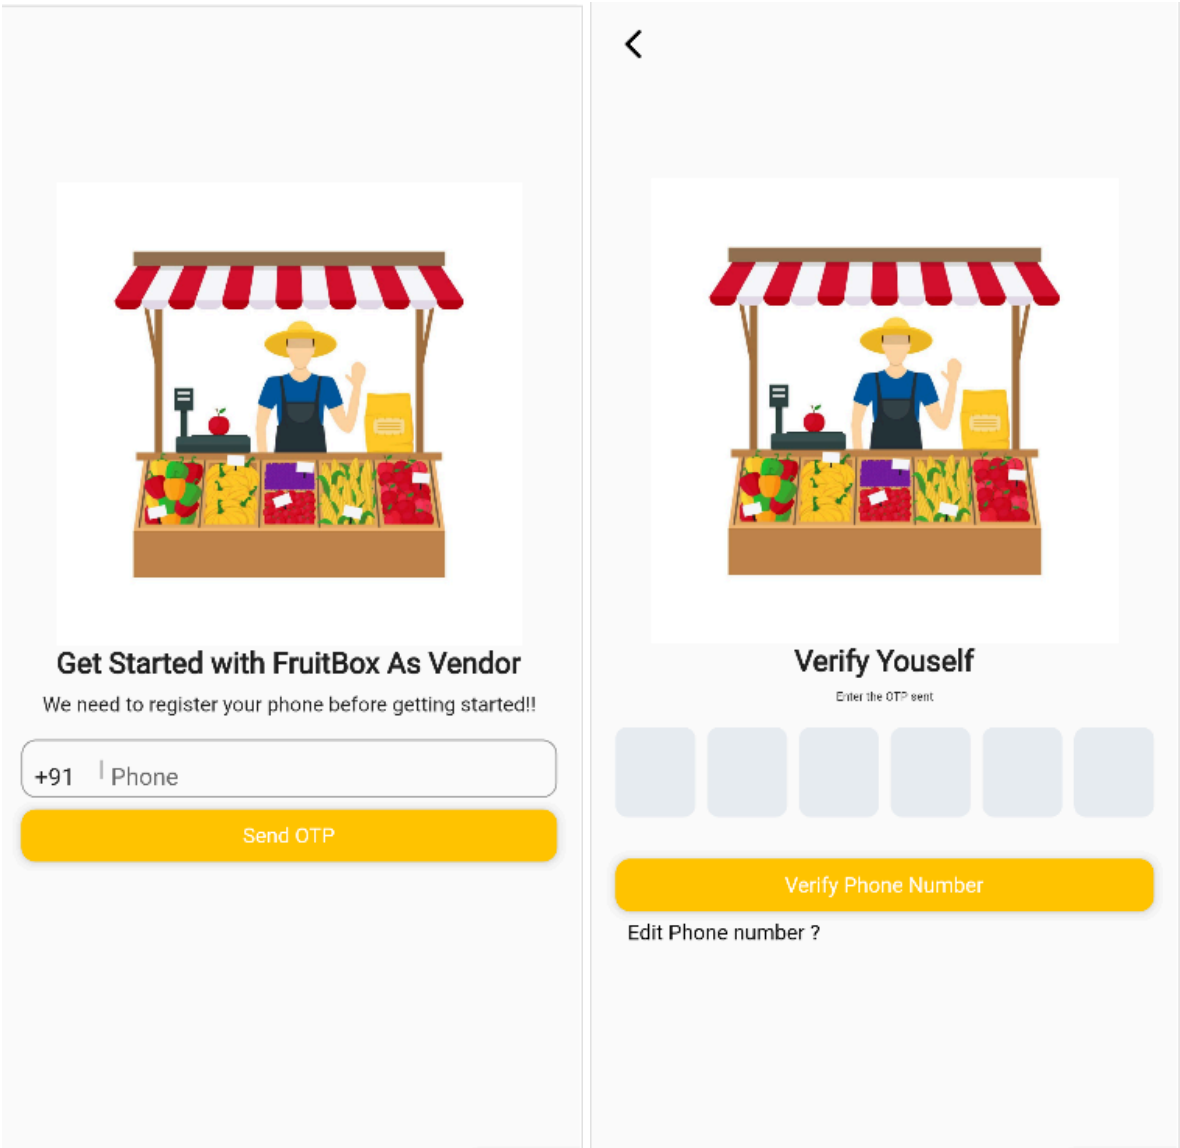 Get Started with FruitBox As Vendor
We need to register your phone before getting started!!
+91 | Phone
Send OTP
Verify Youself
Enter the OTP sent
Verify Phone Number
Edit Phone number ?